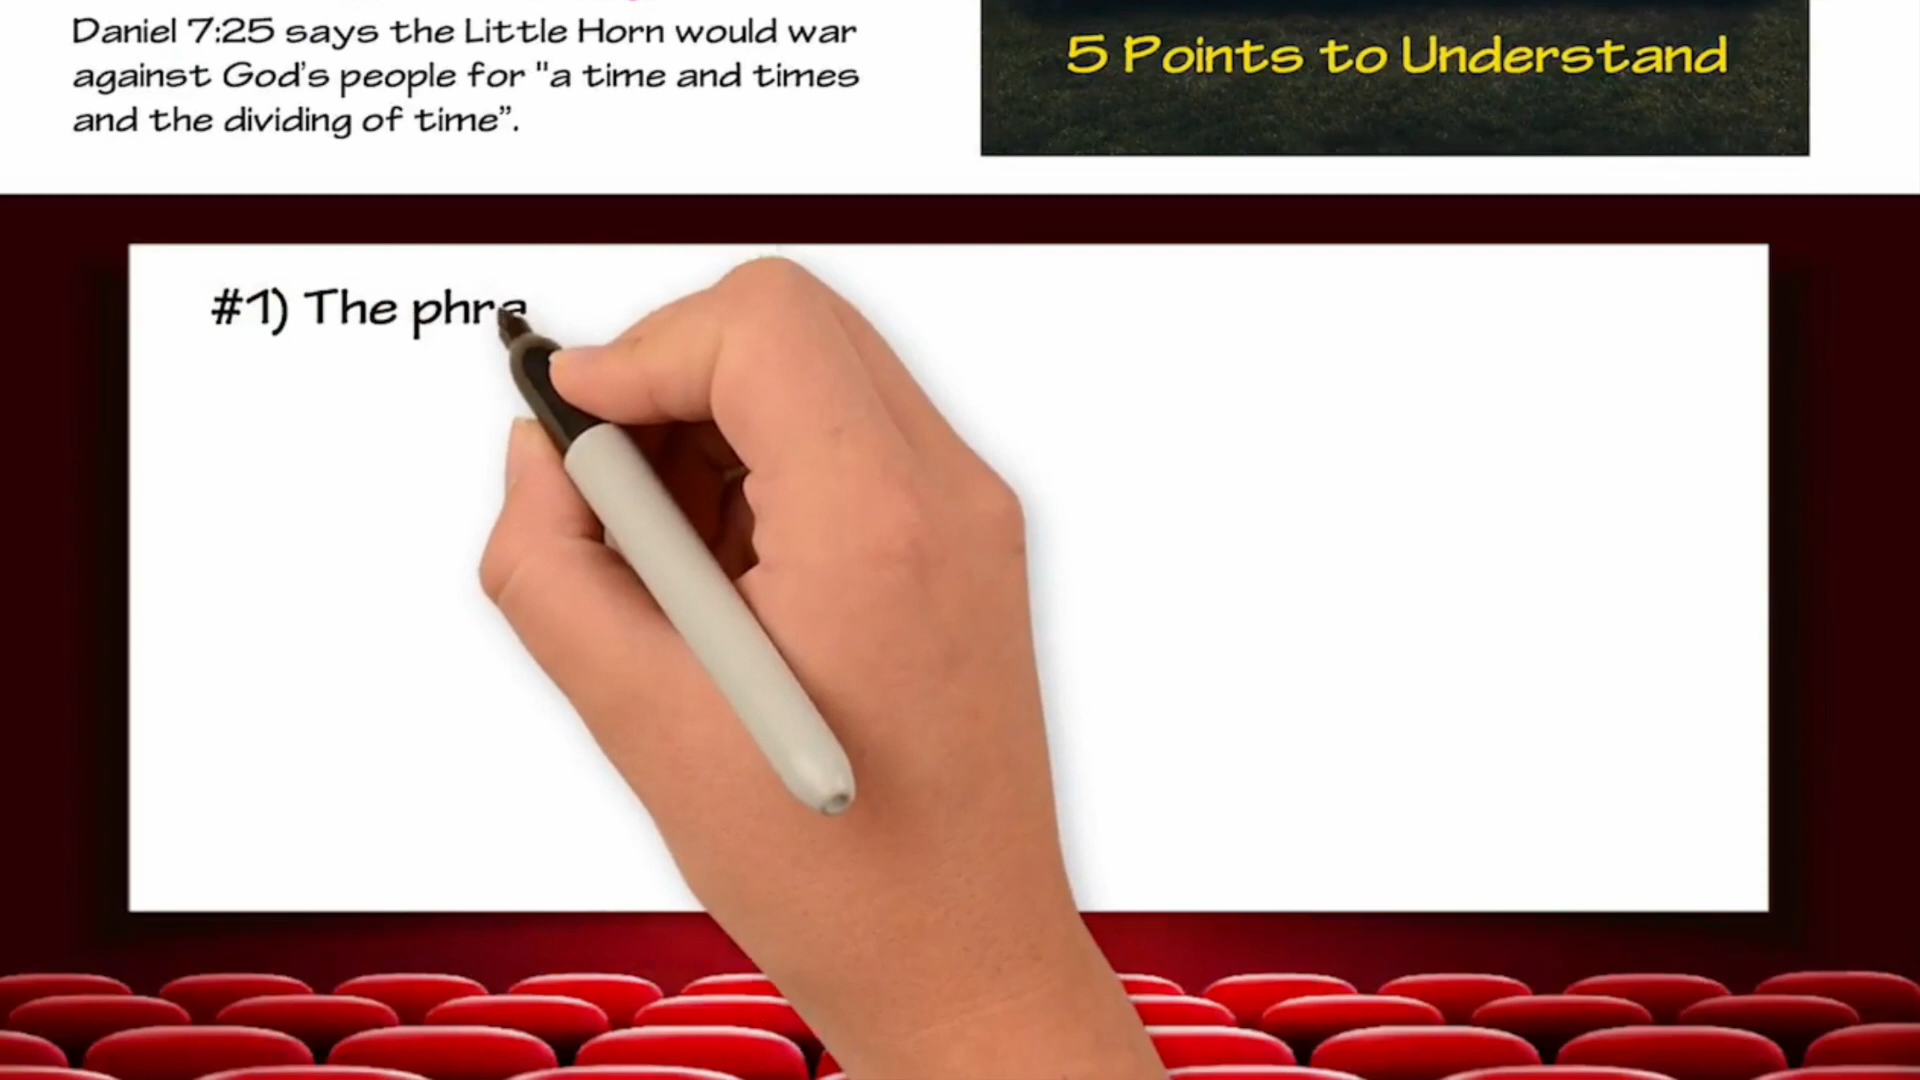 Daniel 7:25 says the Little Horn would war
against God's people for "a time and times
and the dividing of time”.
5 Points to Understand
#1) The phra